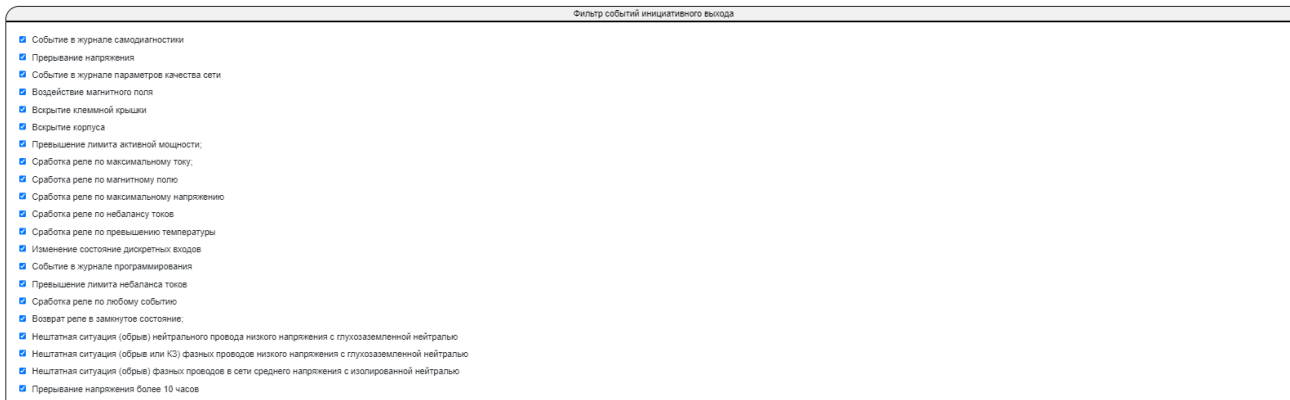 Фильтр событий инициативного выхода
Событие в журнале самодиагностики
Прерывание напряжения
Событие в журнале параметров качества сети
Воздействие магнитного поля
Вскрытие клеммной крышки
Вскрытие корпуса
Превышение лимита активной мощности;
Сработка реле по максимальному току;
Сработка реле по магнитному полю
Сработка реле по максимальному напряжению
Сработка реле по небалансу токов
Сработка реле по превышению температуры
Изменение состояние дискретных входов
Событие в журнале программирования
Превышение лимита небаланса токов
Сработка реле по любому событию
Возврат реле в замкнутое состояние;
Нештатная ситуация (обрыв) нейтрального провода низкого напряжения с глухозаземленной нейтралью
Нештатная ситуация (обрыв или КЗ) фазных проводов низкого напряжения с глухозаземленной нейтралью
Нештатная ситуация (обрыв) фазных проводов в сети среднего напряжения с изолированной нейтралью
Прерывание напряжения более 10 часов